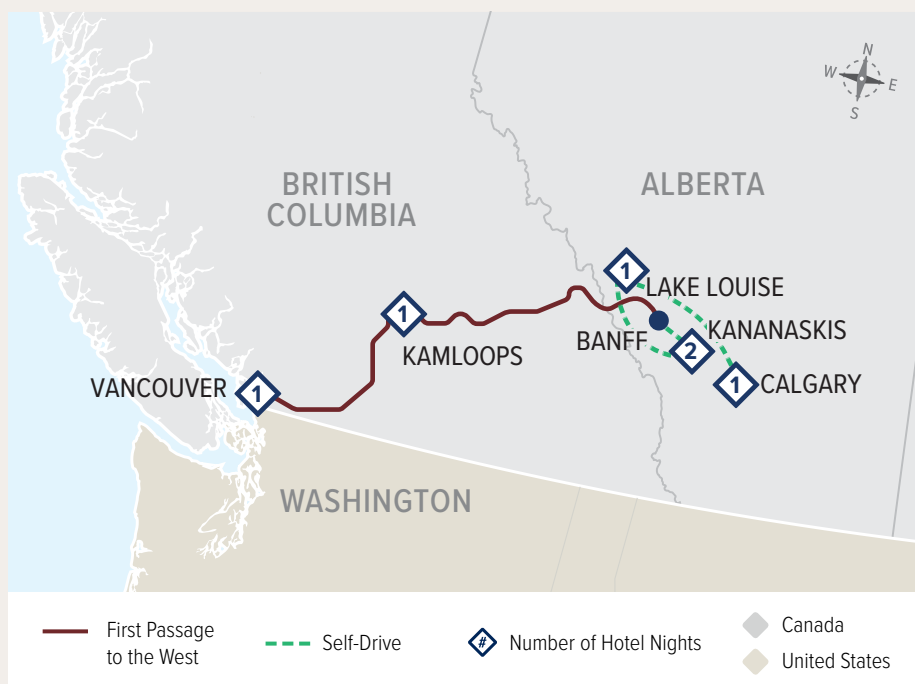 N
W
E
S
BRITISH
COLUMBIA
ALBERTA
1
LAKE LOUISE
1
KAMLOOPS
BANFF
KANANASKIS
2
VANCOUVER
1
1
CALGARY
WASHINGTON
First Passage
to the West
Self-Drive
#
Number of Hotel Nights
Canada
United States